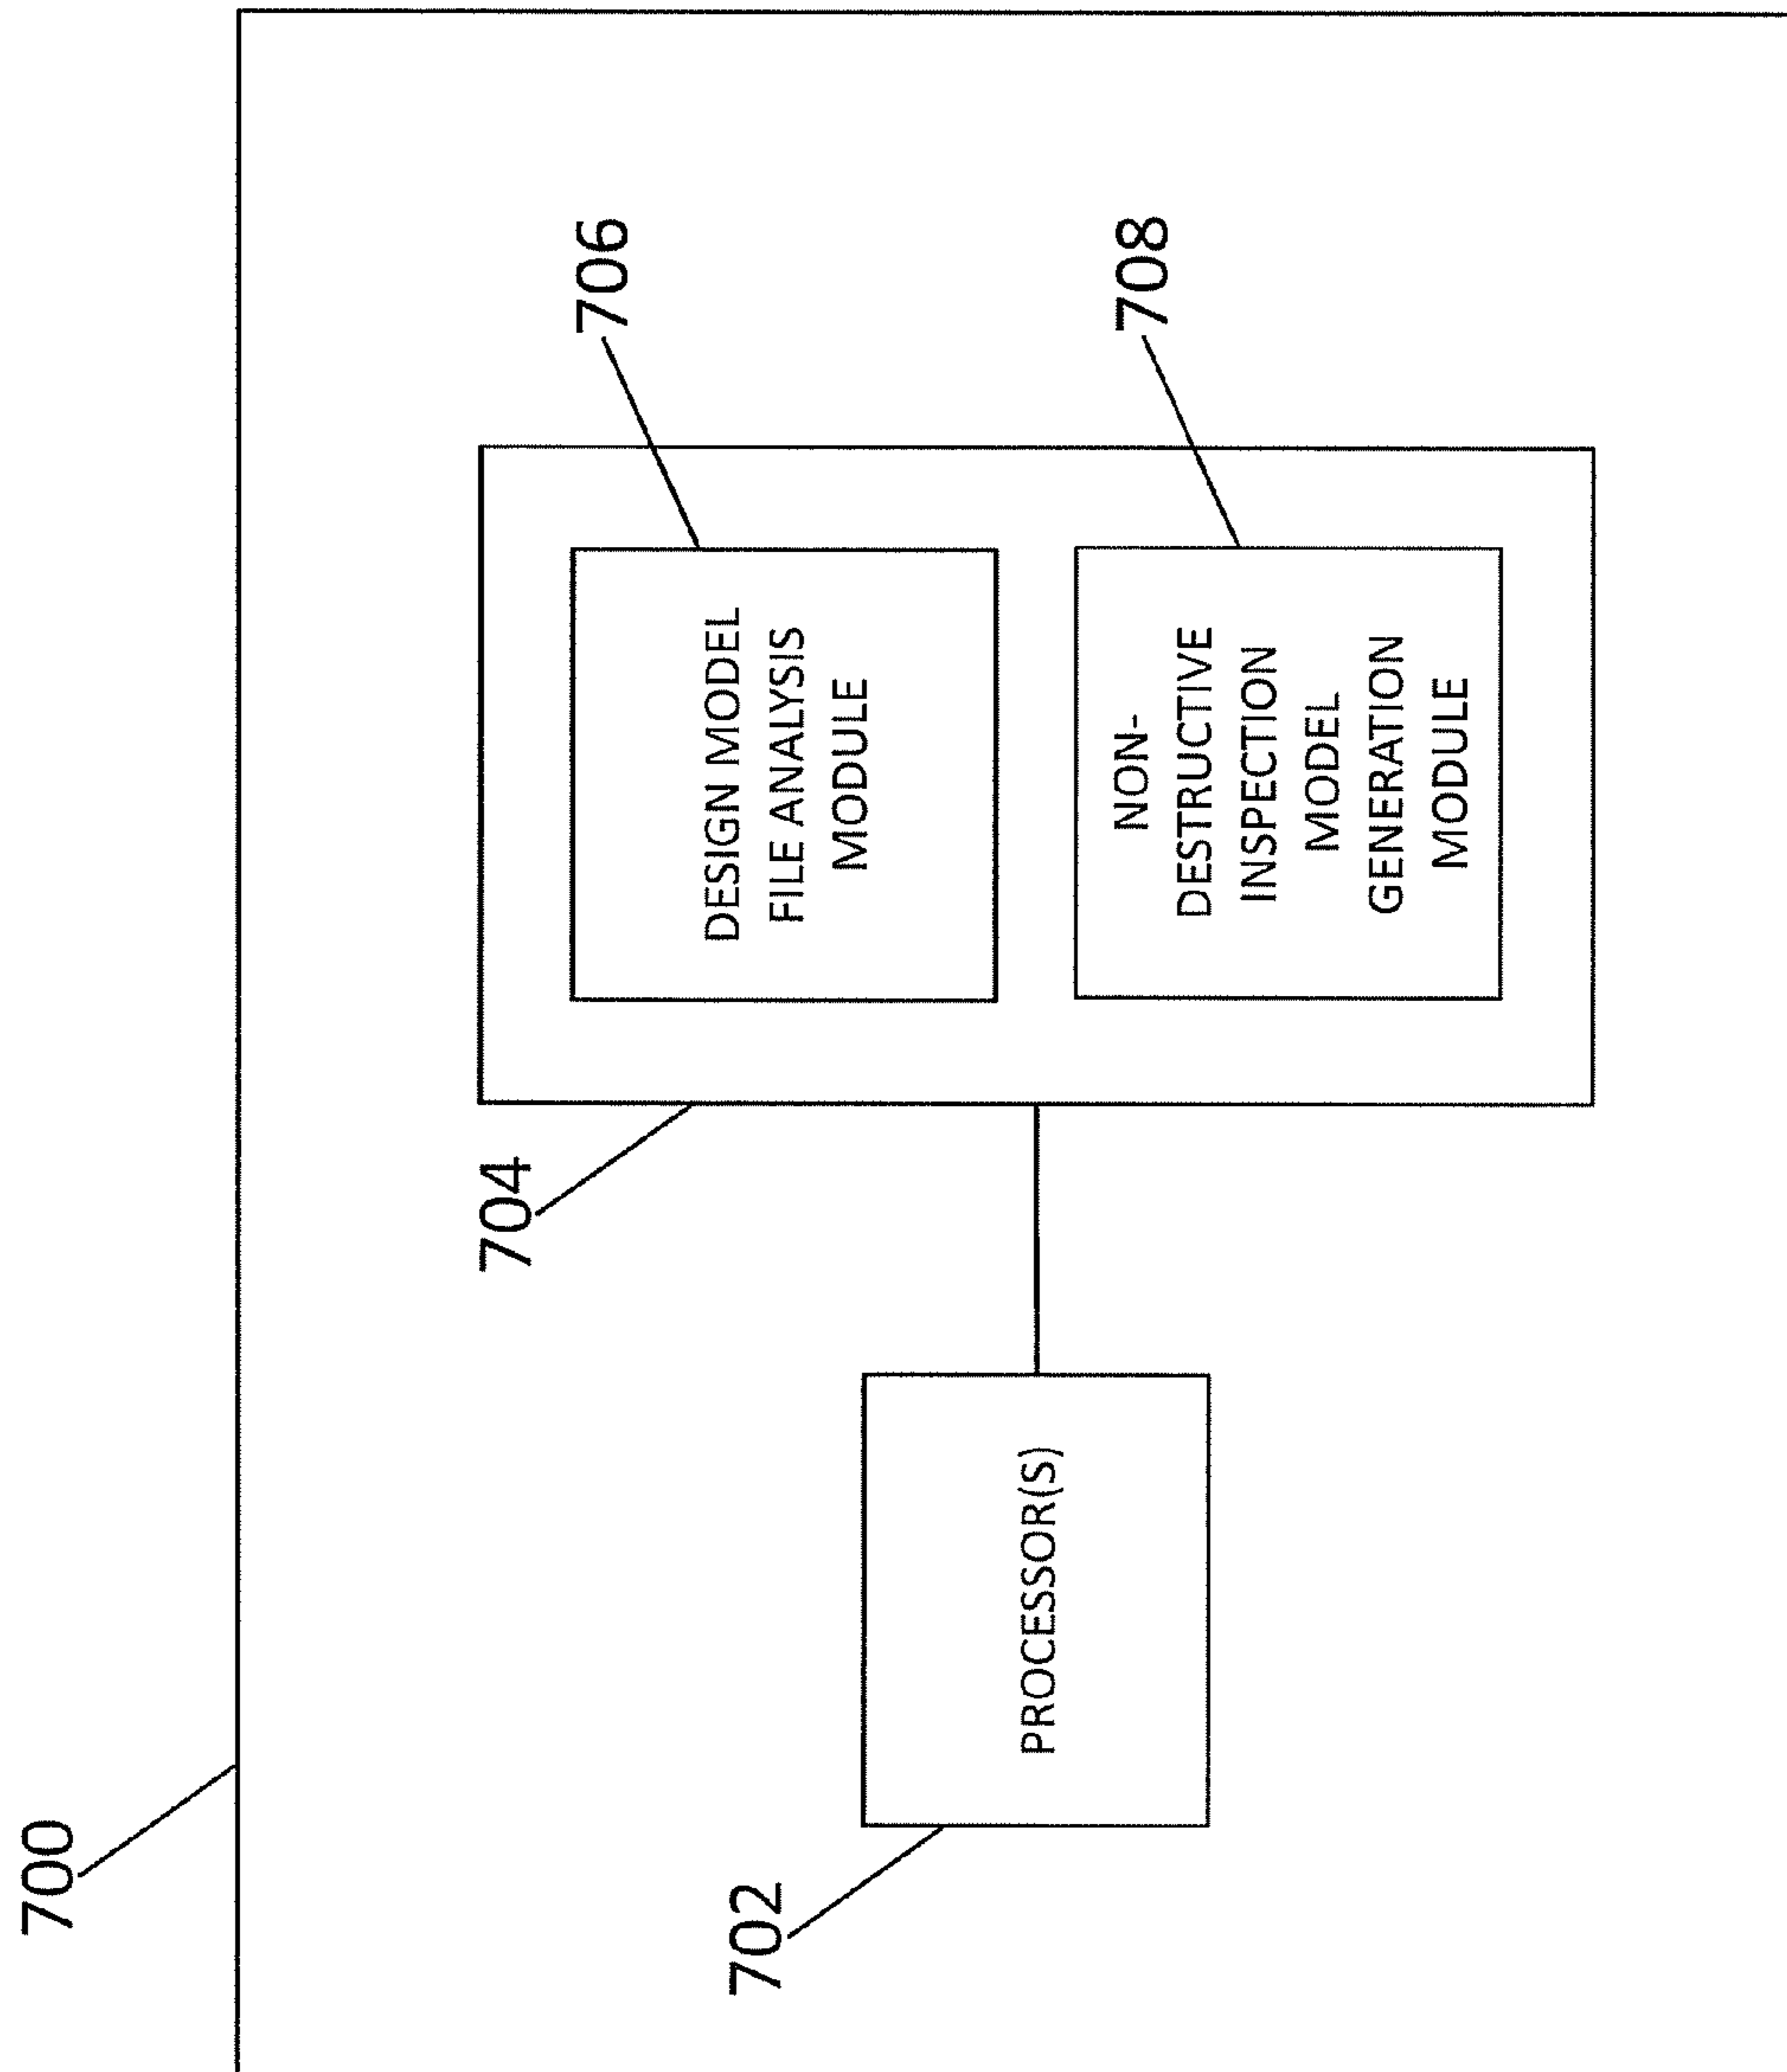 700
704
706
DESIGN MODEL
FILE ANALYSIS
MODULE
702
PROCESSOR(S)
708
NON-
DESTRUCTIVE
INSPECTION
MODEL
GENERATION
MODULE